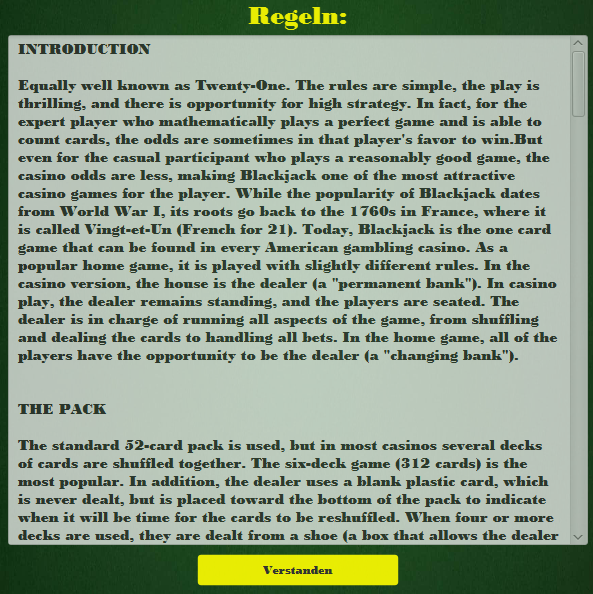 Regeln:
INTRODUCTION
Equally well known as Twenty-One. The rules are simple, the play is
thrilling, and there is opportunity for high strategy. In fact, for the
expert player who mathematically plays a perfect game and is able to
count cards, the odds are sometimes in that player's favor to win.But
even for the casual participant who plays a reasonably good game, the
casino odds are less, making Blackjack one of the most attractive
casino games for the player. While the popularity of Blackjack dates
from World War I, its roots go back to the 1760s in France, where it
is called Vingt-et-Un (French for 21). Today, Blackjack is the one card
game that can be found in every American gambling casino. As a
popular home game, it is played with slightly different rules. In the
casino version, the house is the dealer (a "permanent bank"). In casino
play, the dealer remains standing, and the players are seated. The
dealer is in charge of running all aspects of the game, from shuffling
and dealing the cards to handling all bets. In the home game, all of the
players have the opportunity to be the dealer (a "changing bank").
THE PACK
The standard 52-card pack is used, but in most casinos several decks
of cards are shuffled together. The six-deck game (312 cards) is the
most popular. In addition, the dealer uses a blank plastic card, which
is never dealt, but is placed toward the bottom of the pack to indicate
when it will be time for the cards to be reshuffled. When four or more
decks are used, they are dealt from a shoe (a box that allows the dealer
Verstanden